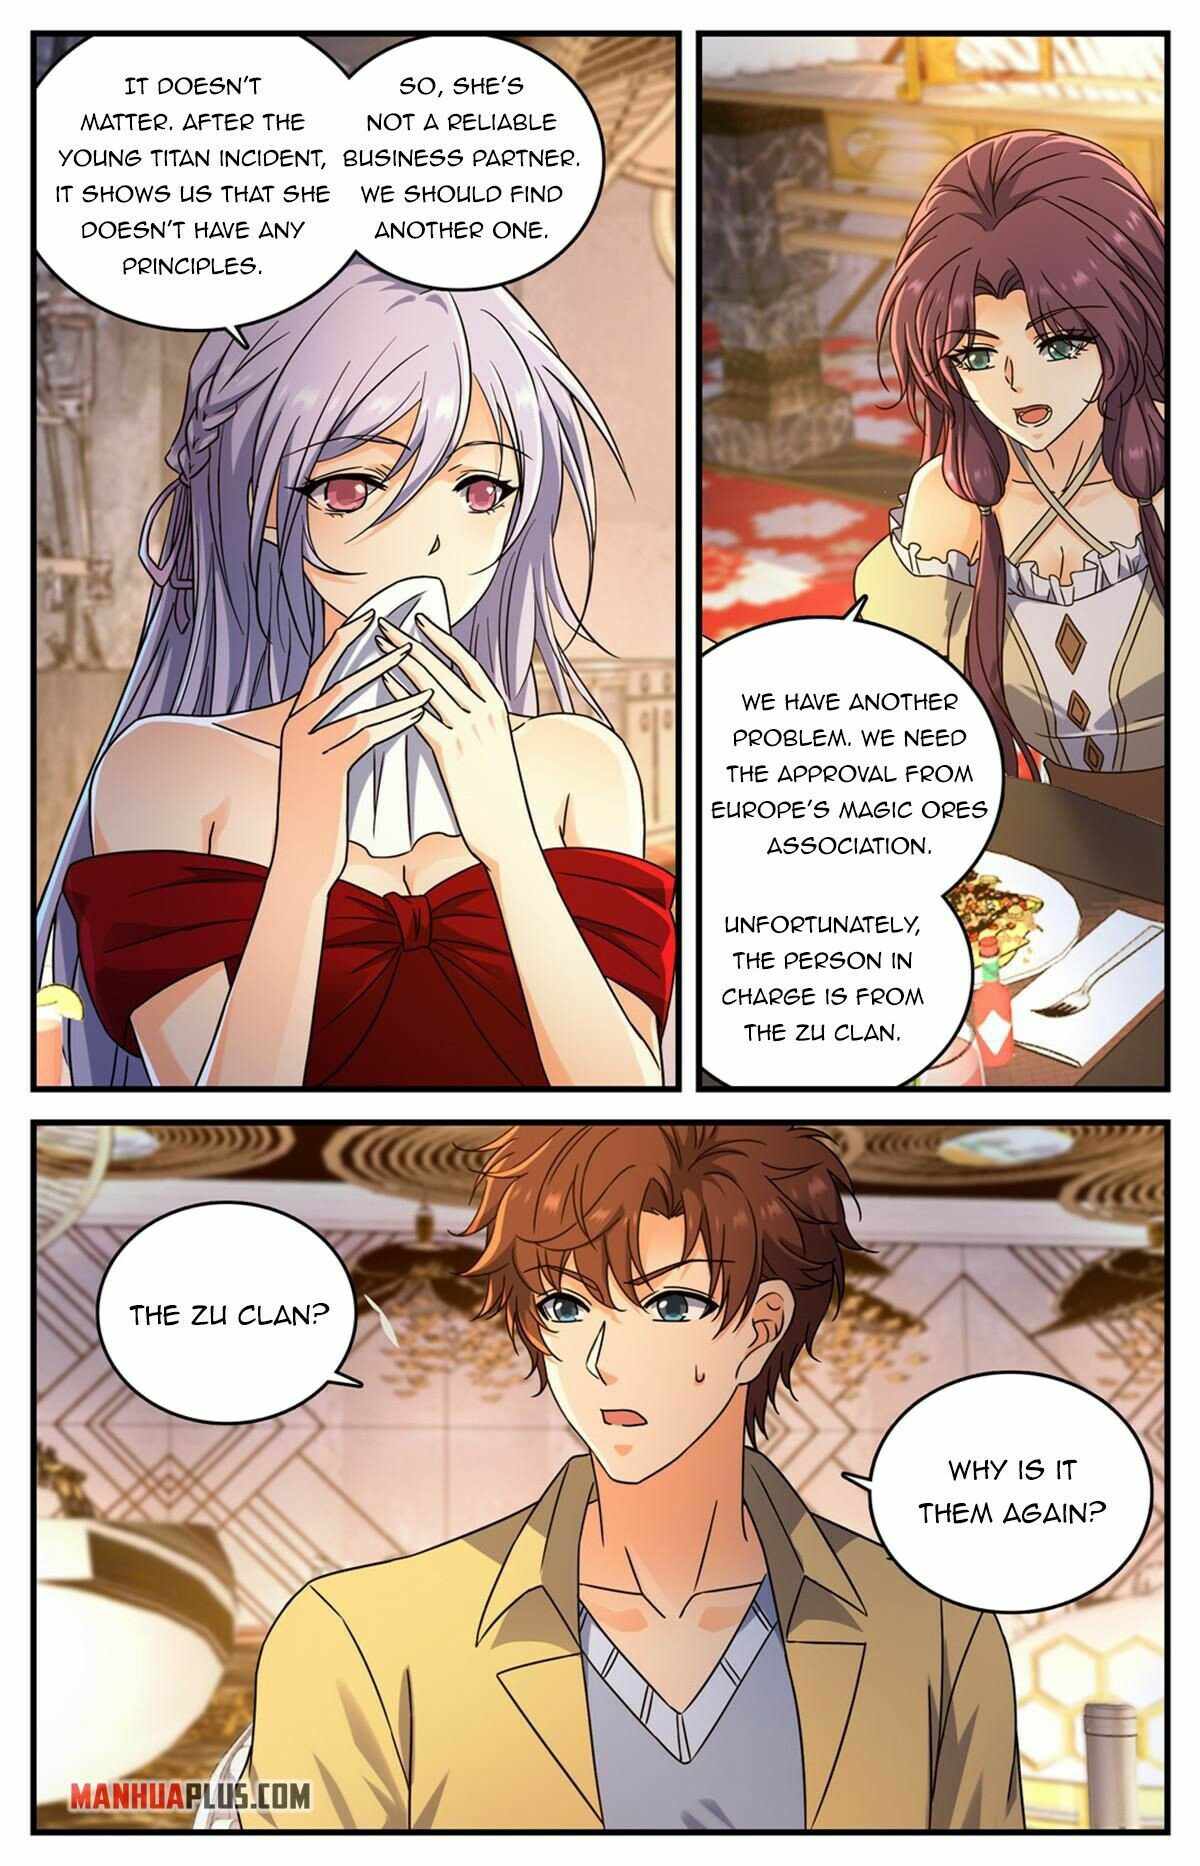 IT DOESN'T
MATTER. AFTER THE
YOUNG TITAN INCIDENT,
IT SHOWS US THAT SHE
DOESN'T HAVE ANY
PRINCIPLES.
SO, SHE'S
NOT A RELIABLE
BUSINESS PARTNER.
WE SHOULD FIND
ANOTHER ONE.
WE HAVE ANOTHER
PROBLEM. WE NEED
THE APPROVAL FROM
EUROPE'S MAGIC ORES
ASSOCIATION.
UNFORTUNATELY,
THE PERSON IN
CHARGE IS FROM
THE ZU CLAN.
THE ZU CLAN?
WHY IS IT
THEM AGAIN?
MANHUAPLUS.COM